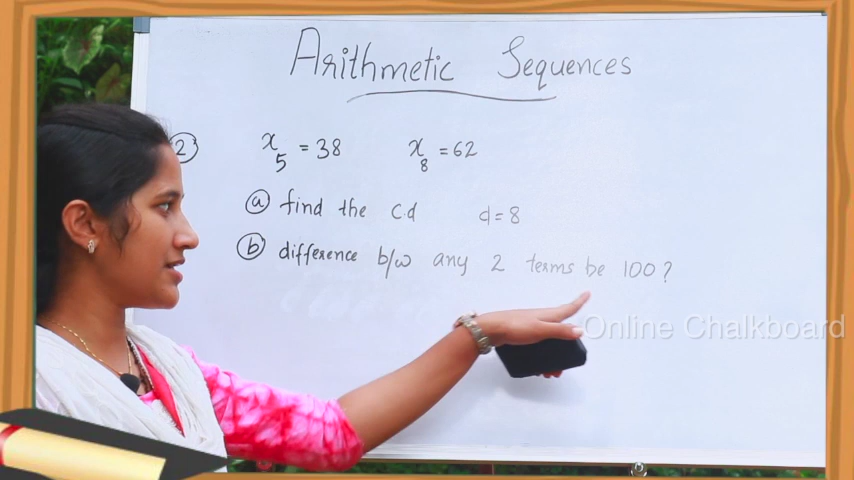 Arithmetic Sequences
2 x5 = 38 x8 = 62
a find the c.d d = 8
b difference b/w any 2 terms be 100?
Online Chalkboard